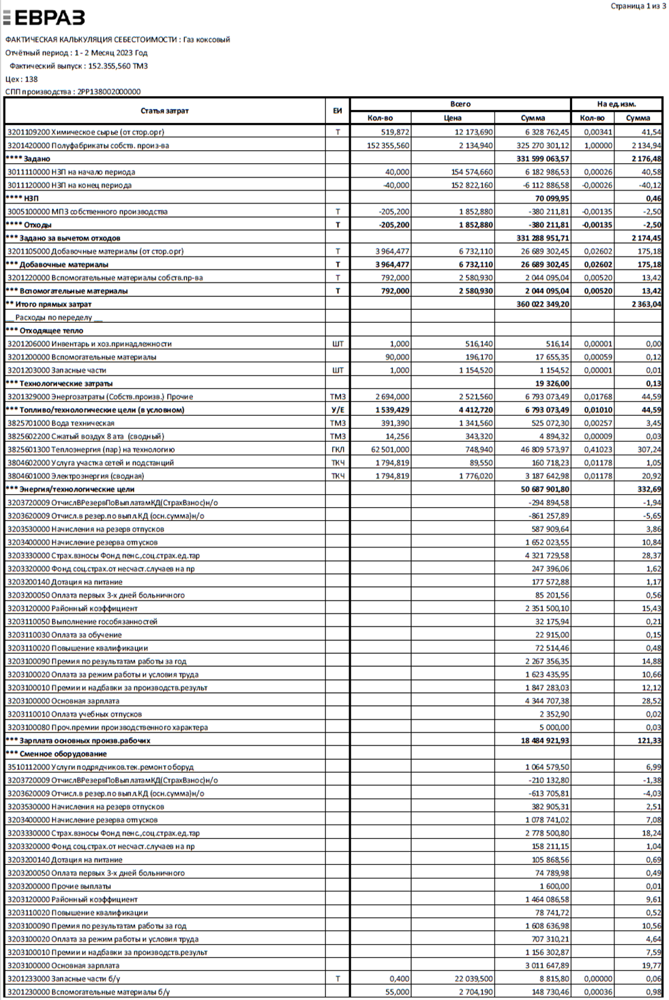 Страница 1 из 3
ЕВРАЗ
ФАКТИЧЕСКАЯ КАЛЬКУЛЯЦИЯ СЕБЕСТОИМОСТИ : Газ коксовый
Отчётный период : 1 - 2 Месяц 2023 Год
Фактический выпуск : 152.355,560 ТМ3
Цех : 138
СПП производства : 2РР138002000000
Статья затрат ЕИ Всего На ед.изм.
Кол-во Цена Сумма Кол-во Сумма
3201109200 Химическое сырье (от стор.орг) Т 519,872 12 173,690 6 328 762,45 0,00341 41,54
3201420000 Полуфабрикаты собств. произ-ва 152 355,560 2 134,940 325 270 301,12 1,00000 2 134,94
**** Задано 331 599 063,57 2 176,48
3011110000 НЗП на начало периода 40,000 154 574,660 6 182 986,53 0,00026 40,58
3011120000 НЗП на конец периода -40,000 152 822,160 -6 112 886,58 -0,00026 -40,12
**** НЗП 70 099,95 0,46
3005100000 МПЗ собственного производства Т -205,200 1 852,880 -380 211,81 -0,00135 -2,50
**** Отходы Т -205,200 1 852,880 -380 211,81 -0,00135 -2,50
*** Задано за вычетом отходов 331 288 951,71 2 174,45
3201105000 Добавочные материалы (от стор.орг) Т 3 964,477 6 732,110 26 689 302,45 0,02602 175,18
*** Добавочные материалы Т 3 964,477 6 732,110 26 689 302,45 0,02602 175,18
3201220000 Вспомогательные материалы собств.пр-ва Т 792,000 2 580,930 2 044 095,04 0,00520 13,42
*** Вспомогательные материалы Т 792,000 2 580,930 2 044 095,04 0,00520 13,42
** Итого прямых затрат 360 022 349,20 2 363,04
__ Расходы по переделу __
*** Отходящее тепло
3201206000 Инвентарь и хоз.принадлежности ШТ 1,000 516,140 516,14 0,00001 0,00
3201200000 Вспомогательные материалы 90,000 196,170 17 655,35 0,00059 0,12
3201203000 Запасные части ШТ 1,000 1 154,520 1 154,52 0,00001 0,01
*** Технологические затраты 19 326,00 0,13
3201329000 Энергозатраты (Собств.произв.) Прочие ТМ3 2 694,000 2 521,560 6 793 073,49 0,01768 44,59
*** Топливо/технологические цели (в условном) У/Е 1 539,429 4 412,720 6 793 073,49 0,01010 44,59
3825701000 Вода техническая ТМ3 391,390 1 341,560 525 072,30 0,00257 3,45
3825602200 Сжатый воздух 8 ата (сводный) ТМ3 14,256 343,320 4 894,32 0,00009 0,03
3825601300 Теплоэнергия (пар) на технологию ГКЛ 62 501,000 748,940 46 809 573,97 0,41023 307,24
3804602000 Услуга участка сетей и подстанций ТКЧ 1 794,819 89,550 160 718,23 0,01178 1,05
3804601000 Электроэнергия (сводная) ТКЧ 1 794,819 1 776,020 3 187 642,98 0,01178 20,92
*** Энергия/технологические цели 50 687 901,80 332,69
3203720009 ОтчислВРезервПоВыплатамКД(СтрахВзнос)н/о -294 894,58 -1,94
3203620009 Отчисл.в резер.по выпл.КД (осн.сумма)н/о -861 257,89 -5,65
3203530000 Начисления на резерв отпусков 587 909,64 3,86
3203400000 Начисление резерва отпусков 1 652 023,55 10,84
3203330000 Страх.взносы Фонд пенс.,соц.страх.ед.тар 4 321 729,58 28,37
3203320000 Фонд соц.страх.от несчаст.случаев на пр 247 396,06 1,62
3203200140 Дотация на питание 177 572,88 1,17
3203200050 Оплата первых 3-х дней больничного 85 201,56 0,56
3203120000 Районный коэффициент 2 351 500,10 15,43
3203110050 Выполнение гособязанностей 32 175,94 0,21
3203110030 Оплата за обучение 22 915,00 0,15
3203110020 Повышение квалификации 72 514,46 0,48
3203100090 Премия по результатам работы за год 2 267 356,35 14,88
3203100020 Оплата за режим работы и условия труда 1 623 435,95 10,66
3203100010 Премии и надбавки за производств.результ 1 847 283,03 12,12
3203100000 Основная зарплата 4 344 707,38 28,52
3203110010 Оплата учебных отпусков 2 352,90 0,02
3203100080 Проч.премии производственного характера 5 000,00 0,03
*** Зарплата основных произв.рабочих 18 484 921,93 121,33
*** Сменное оборудование
3510112000 Услуги подрядчиков.тек.ремонт оборуд 1 064 579,50 6,99
3203720009 ОтчислВРезервПоВыплатамКД(СтрахВзнос)н/о -210 132,80 -1,38
3203620009 Отчисл.в резер.по выпл.КД (осн.сумма)н/о -613 705,81 -4,03
3203530000 Начисления на резерв отпусков 382 905,31 2,51
3203400000 Начисление резерва отпусков 1 078 741,02 7,08
3203330000 Страх.взносы Фонд пенс.,соц.страх.ед.тар 2 778 500,80 18,24
3203320000 Фонд соц.страх.от несчаст.случаев на пр 158 211,15 1,04
3203200140 Дотация на питание 105 868,56 0,69
3203200050 Оплата первых 3-х дней больничного 74 789,98 0,49
3203200000 Прочие выплаты 1 600,00 0,01
3203120000 Районный коэффициент 1 464 086,58 9,61
3203110020 Повышение квалификации 78 741,72 0,52
3203100090 Премия по результатам работы за год 1 608 636,98 10,56
3203100020 Оплата за режим работы и условия труда 707 310,21 4,64
3203100010 Премии и надбавки за производств.результ 1 156 302,87 7,59
3203100000 Основная зарплата 3 011 647,89 19,77
3201233000 Запасные части б/у Т 0,400 22 039,500 8 815,80 0,00000 0,06
3201230000 Вспомогательные материалы б/у 55,000 2 704,190 148 730,46 0,00036 0,98